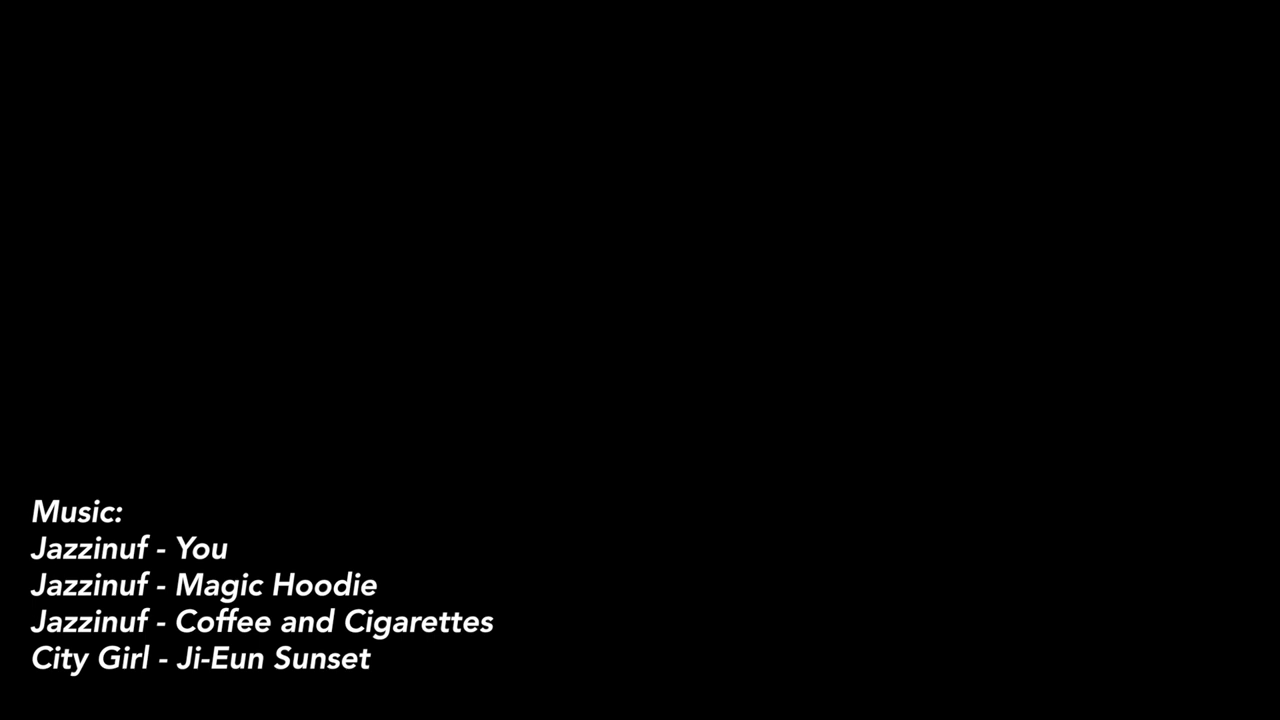 Music:
Jazzinuf - You
Jazzinuf - Magic Hoodie
Jazzinuf - Coffee and Cigarettes
City Girl - Ji-Eun Sunset